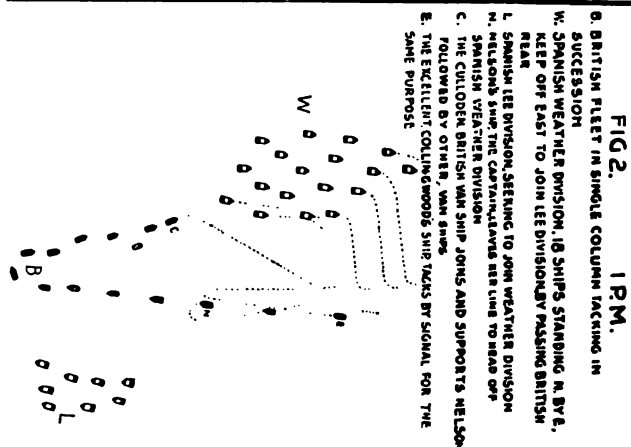 FIG 2. 1 P.M.
B. BRITISH FLEET IN SINGLE COLUMN TACKING IN
SUCCESSION
W. SPANISH WEATHER DIVISION, 18 SHIPS STANDING N. BY E,
KEEP OFF EAST TO JOIN LEE DIVISION, BY PASSING BRITISH
REAR
L SPANISH LEE DIVISION, SEEKING TO JOIN WEATHER DIVISION
N. NELSON'S SHIP, THE CAPTAIN, LEAVES HER LINE TO HEAD OFF
SPANISH WEATHER DIVISION
C. THE CULLODEN, BRITISH VAN SHIP JOINS AND SUPPORTS NELSON
FOLLOWED BY OTHER, VAN SHIPS
E. THE EXCELLENT, COLLINGWOOD'S SHIP, TACKS BY SIGNAL FOR THE
SAME PURPOSE
W
C
B
N
E
L